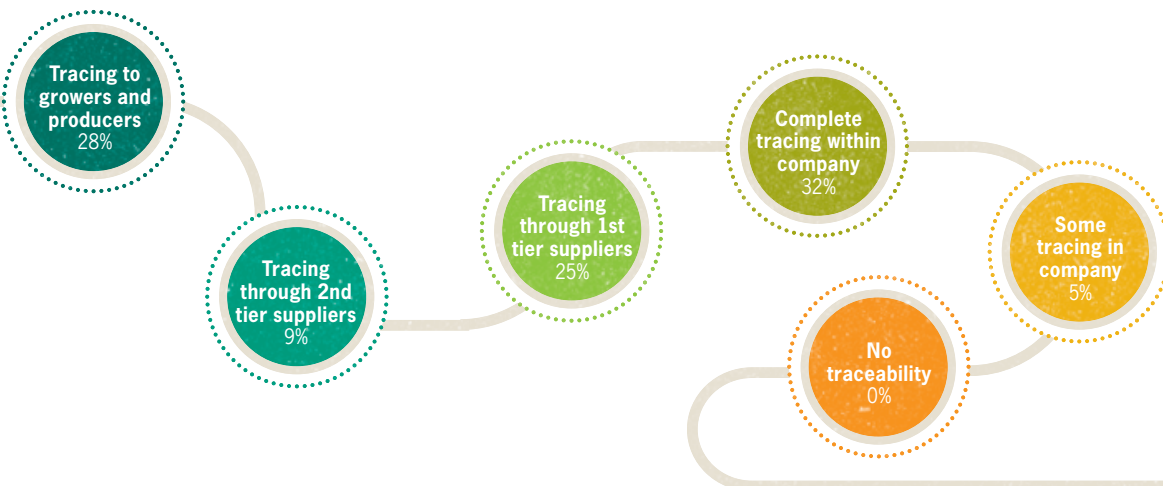 Tracing to
growers and
producers
28%
Tracing
through 2nd
tier suppliers
9%
Tracing
through 1st
tier suppliers
25%
Complete
tracing within
company
32%
Some
tracing in
company
5%
No
traceability
0%